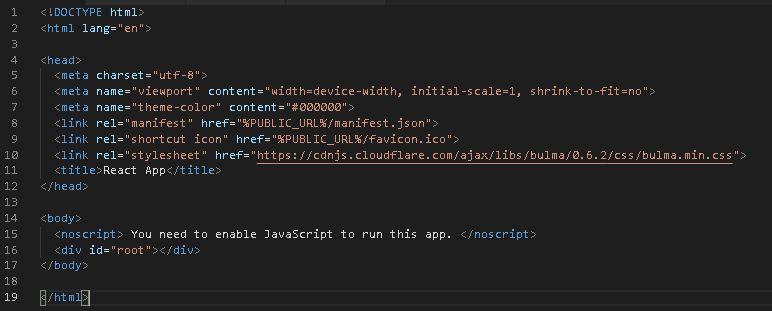 1 <!DOCTYPE html>
2 <html lang="en">
3
4 <head>
5 <meta charset="utf-8">
6 <meta name="viewport" content="width=device-width, initial-scale=1, shrink-to-fit=no">
7 <meta name="theme-color" content="#000000">
8 <link rel="manifest" href="%PUBLIC_URL%/manifest.json">
9 <link rel="shortcut icon" href="%PUBLIC_URL%/favicon.ico">
10 <link rel="stylesheet" href="https://cdnjs.cloudflare.com/ajax/libs/bulma/0.6.2/css/bulma.min.css">
11 <title>React App</title>
12 </head>
13
14 <body>
15 <noscript> You need to enable JavaScript to run this app. </noscript>
16 <div id="root"></div>
17 </body>
18
19 </html>